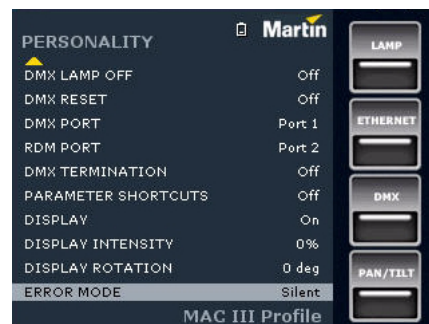 PERSONALITY
Martin
DMX LAMP OFF Off
DMX RESET Off
DMX PORT Port 1
RDM PORT Port 2
DMX TERMINATION Off
PARAMETER SHORTCUTS Off
DISPLAY On
DISPLAY INTENSITY 0%
DISPLAY ROTATION 0 deg
ERROR MODE Silent
MAC III Profile
LAMP
ETHERNET
DMX
PAN/TILT